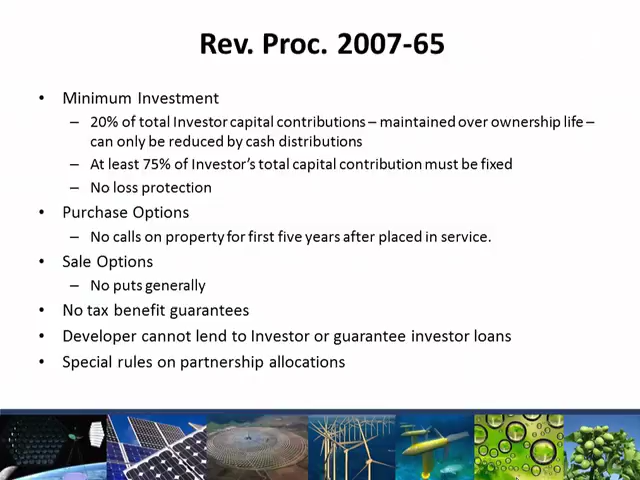 Rev. Proc. 2007-65
• Minimum Investment
– 20% of total Investor capital contributions – maintained over ownership life –
can only be reduced by cash distributions
– At least 75% of Investor's total capital contribution must be fixed
– No loss protection
• Purchase Options
– No calls on property for first five years after placed in service.
• Sale Options
– No puts generally
• No tax benefit guarantees
• Developer cannot lend to Investor or guarantee investor loans
• Special rules on partnership allocations